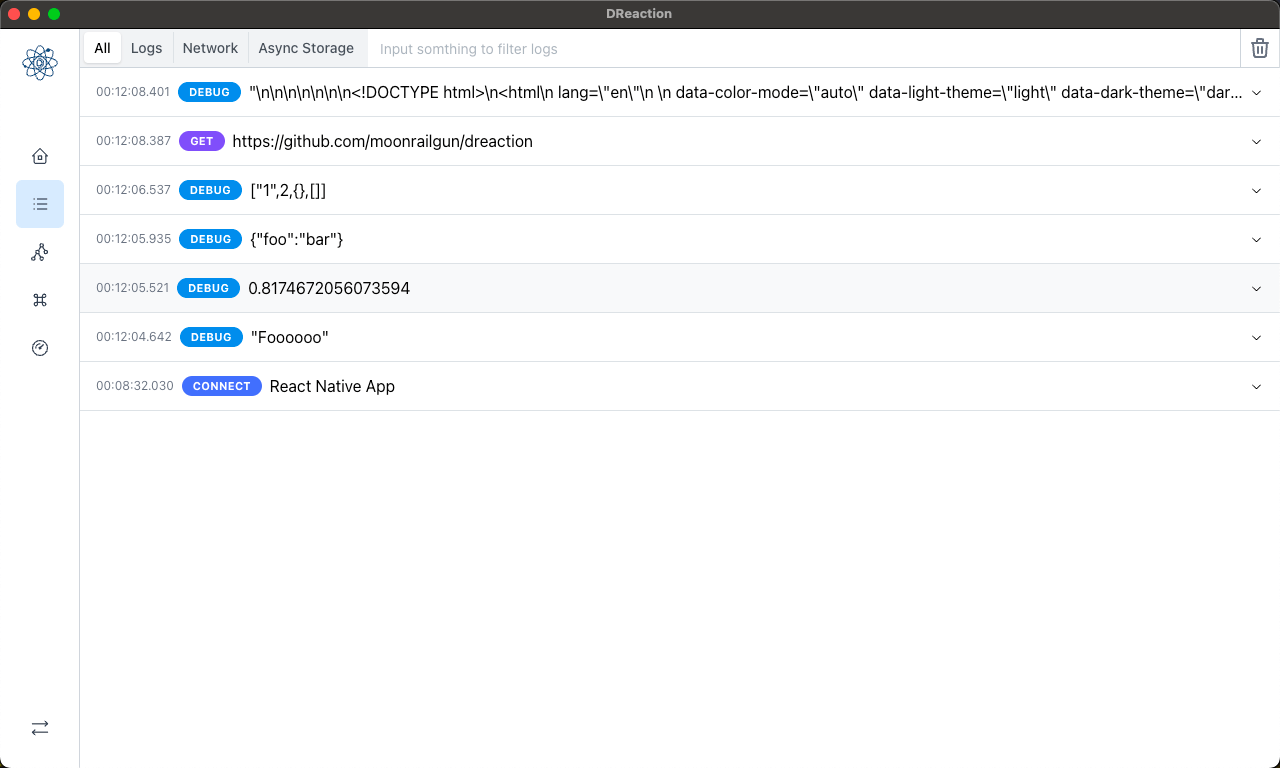 DReaction
All Logs Network Async Storage Input somthing to filter logs
00:12:08.401 DEBUG "\n\n\n\n\n\n\n<!DOCTYPE html>\n<html\n lang=\"en\"\n \n data-color-mode=\"auto\" data-light-theme=\"light\" data-dark-theme=\"dar...
00:12:08.387 GET https://github.com/moonrailgun/dreaction
00:12:06.537 DEBUG ["1",2,{},[]]
00:12:05.935 DEBUG {"foo":"bar"}
00:12:05.521 DEBUG 0.8174672056073594
00:12:04.642 DEBUG "Foooooo"
00:08:32.030 CONNECT React Native App